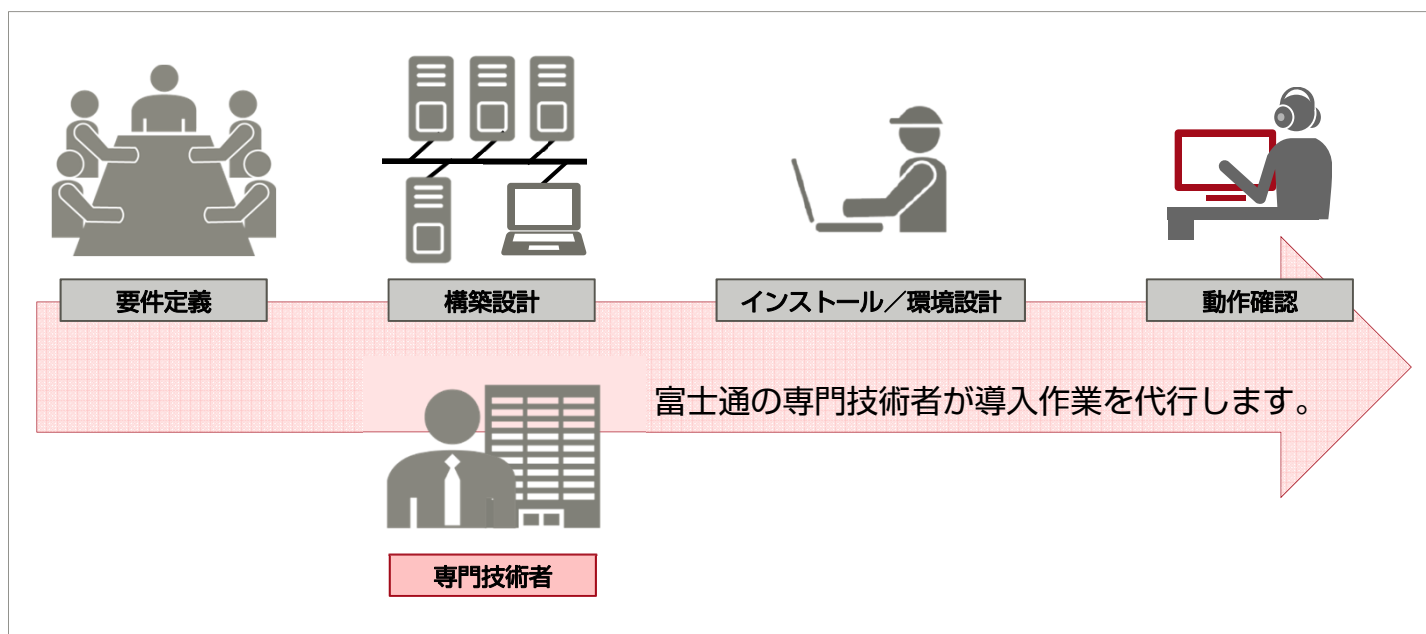 要件定義
構築設計
インストール／環境設計
動作確認
富士通の専門技術者が導入作業を代行します。
専門技術者